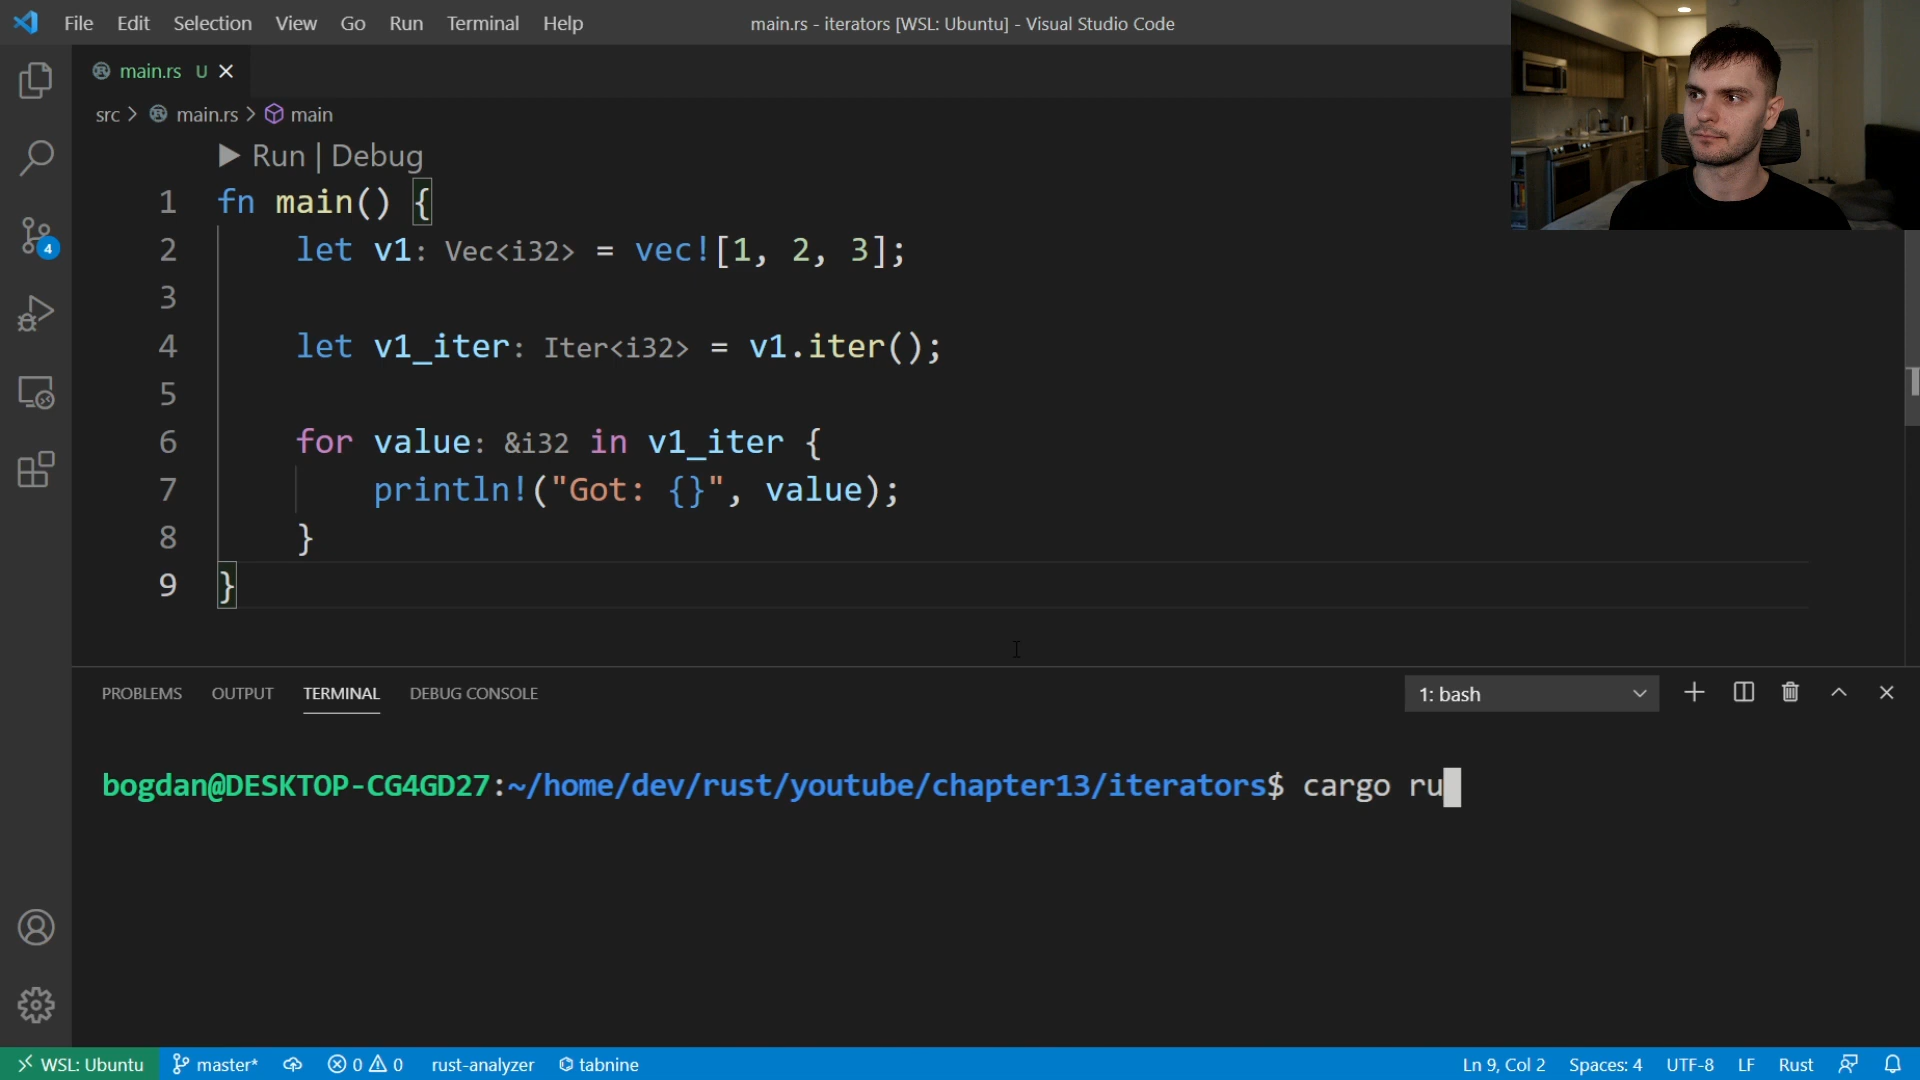 File Edit Selection View Go Run Terminal Help
main.rs - iterators [WSL: Ubuntu] - Visual Studio Code
main.rs U
src > main.rs > main
Run | Debug
1 fn main() {
2 let v1: Vec<i32> = vec![1, 2, 3];
3
4 let v1_iter: Iter<i32> = v1.iter();
5
6 for value: &i32 in v1_iter {
7 println!("Got: {}", value);
8 }
9 }
4
PROBLEMS OUTPUT TERMINAL DEBUG CONSOLE
1: bash
bogdan@DESKTOP-CG4GD27:~/home/dev/rust/youtube/chapter13/iterators$ cargo ru
WSL: Ubuntu master* 0 0 rust-analyzer tabnine Ln 9, Col 2 Spaces: 4 UTF-8 LF Rust